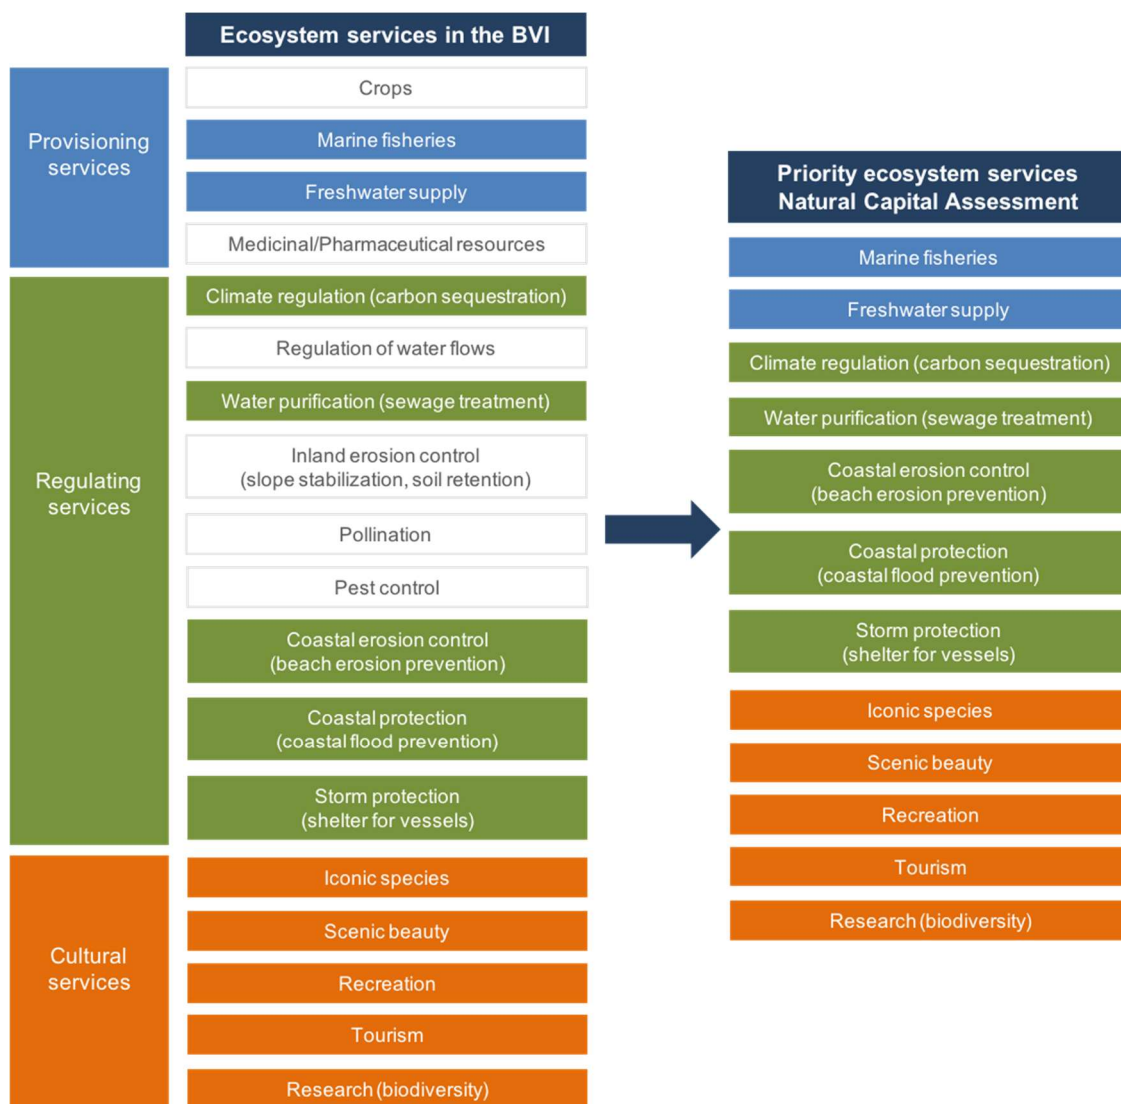 Ecosystem services in the BVI
Provisioning
services
Crops
Marine fisheries
Freshwater supply
Medicinal/Pharmaceutical resources
Regulating
services
Climate regulation (carbon sequestration)
Regulation of water flows
Water purification (sewage treatment)
Inland erosion control
(slope stabilization, soil retention)
Pollination
Pest control
Coastal erosion control
(beach erosion prevention)
Coastal protection
(coastal flood prevention)
Storm protection
(shelter for vessels)
Cultural
services
Iconic species
Scenic beauty
Recreation
Tourism
Research (biodiversity)
Priority ecosystem services
Natural Capital Assessment
Marine fisheries
Freshwater supply
Climate regulation (carbon sequestration)
Water purification (sewage treatment)
Coastal erosion control
(beach erosion prevention)
Coastal protection
(coastal flood prevention)
Storm protection
(shelter for vessels)
Iconic species
Scenic beauty
Recreation
Tourism
Research (biodiversity)